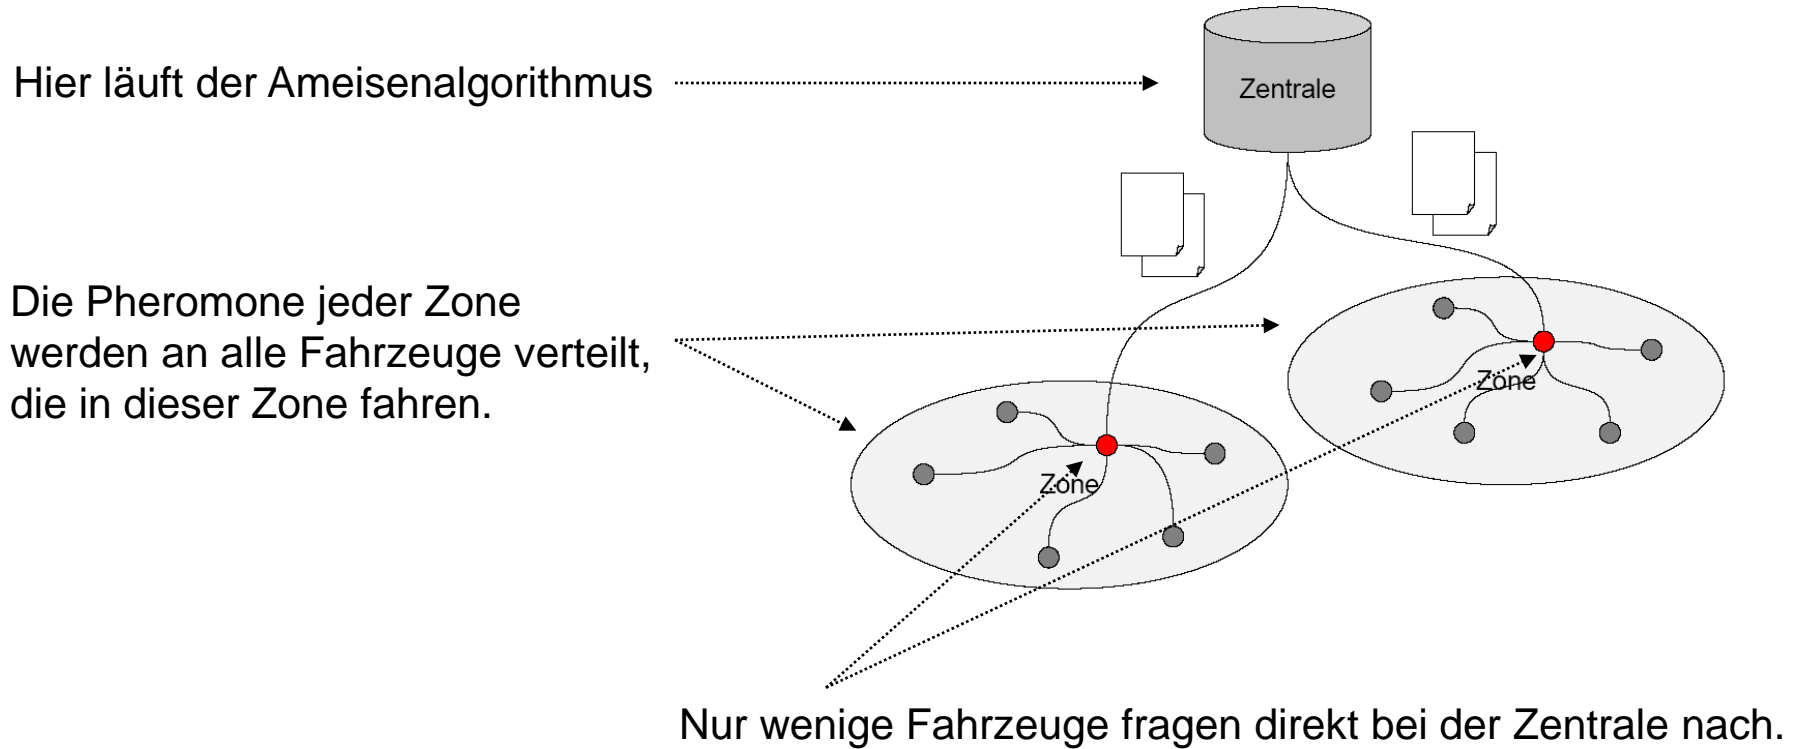 Hier läuft der Ameisenalgorithmus
Zentrale
Die Pheromone jeder Zone
werden an alle Fahrzeuge verteilt,
die in dieser Zone fahren.
Zone
Zone
Nur wenige Fahrzeuge fragen direkt bei der Zentrale nach.